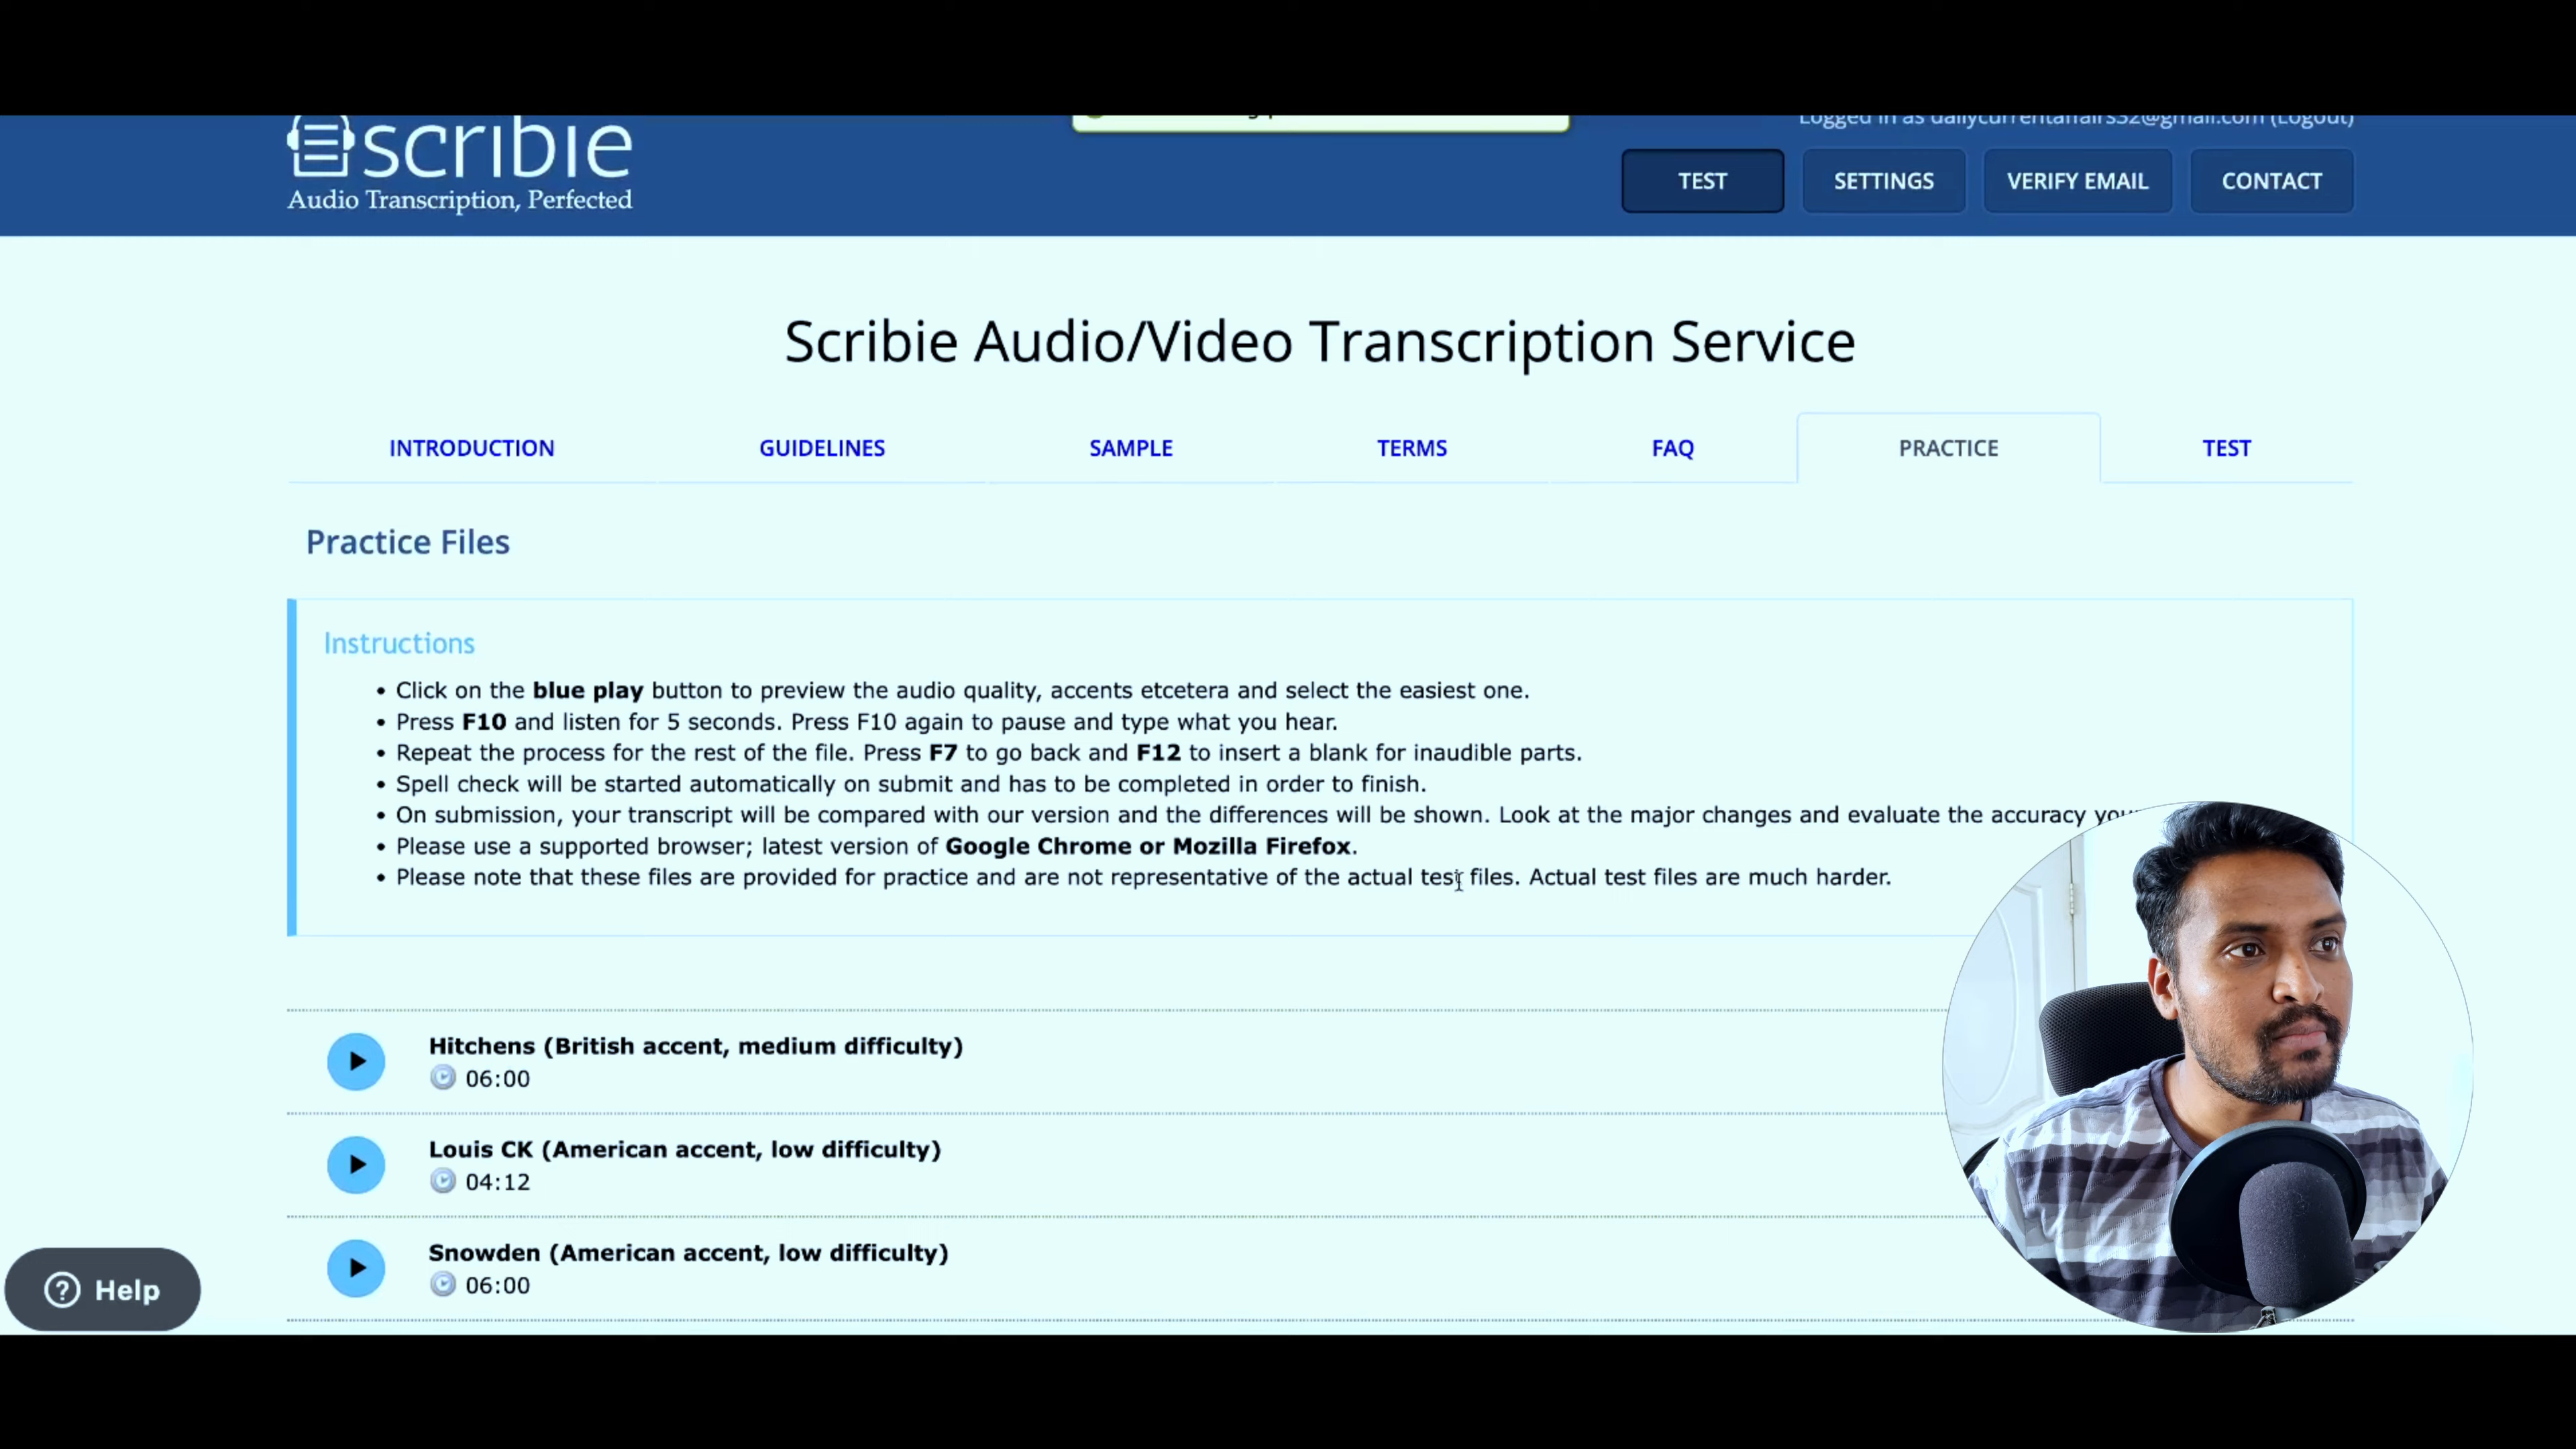 Logged in as dailycurrentaffairs32@gmail.com (Logout)
scribie
Audio Transcription, Perfected
TEST
SETTINGS
VERIFY EMAIL
CONTACT
Scribie Audio/Video Transcription Service
INTRODUCTION
GUIDELINES
SAMPLE
TERMS
FAQ
PRACTICE
TEST
Practice Files
Instructions
• Click on the blue play button to preview the audio quality, accents etcetera and select the easiest one.
• Press F10 and listen for 5 seconds. Press F10 again to pause and type what you hear.
• Repeat the process for the rest of the file. Press F7 to go back and F12 to insert a blank for inaudible parts.
• Spell check will be started automatically on submit and has to be completed in order to finish.
• On submission, your transcript will be compared with our version and the differences will be shown. Look at the major changes and evaluate the accuracy
• Please use a supported browser; latest version of Google Chrome or Mozilla Firefox.
• Please note that these files are provided for practice and are not representative of the actual test files. Actual test files are much harder.
Hitchens (British accent, medium difficulty)
06:00
Louis CK (American accent, low difficulty)
04:12
Snowden (American accent, low difficulty)
06:00
Help